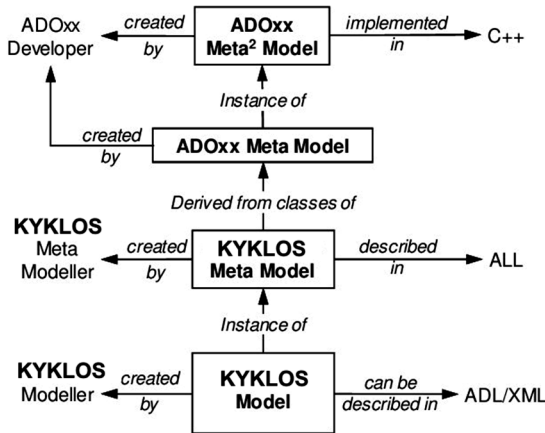 ADOxx
Developer
created
by
ADOxx
Meta² Model
implemented
in
C++
Instance of
created
by
ADOxx Meta Model
Derived from classes of
KYKLOS
Meta
Modeller
created
by
KYKLOS
Meta Model
described
in
ALL
Instance of
KYKLOS
Modeller
created
by
KYKLOS
Model
can be
described in
ADL/XML